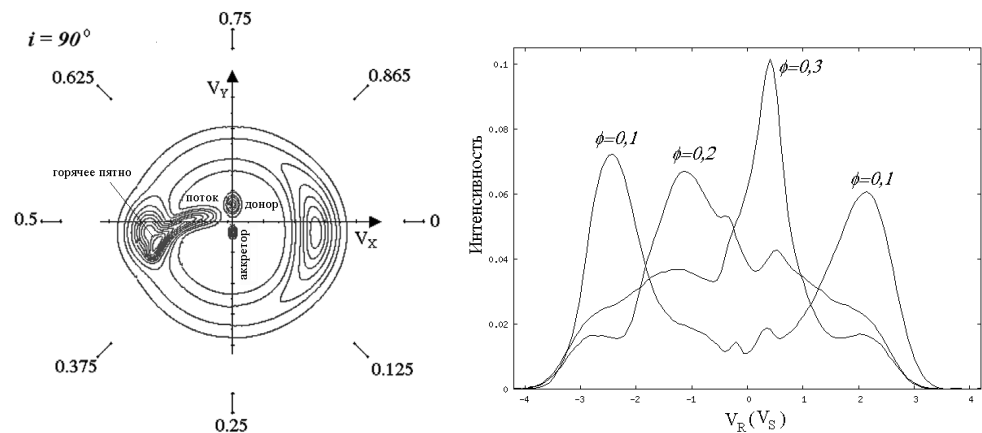 i = 90°
0.75
0.625
0.865
V_Y
горячее пятно
поток
донор
0.5
0
V_X
аккретор
0.375
0.125
0.25
0.1
0.08
0.06
0.04
0.02
0
Интенсивность
ϕ=0,3
ϕ=0,1
ϕ=0,2
ϕ=0,1
-4
-3
-2
-1
0
1
2
3
4
V_R (V_S)